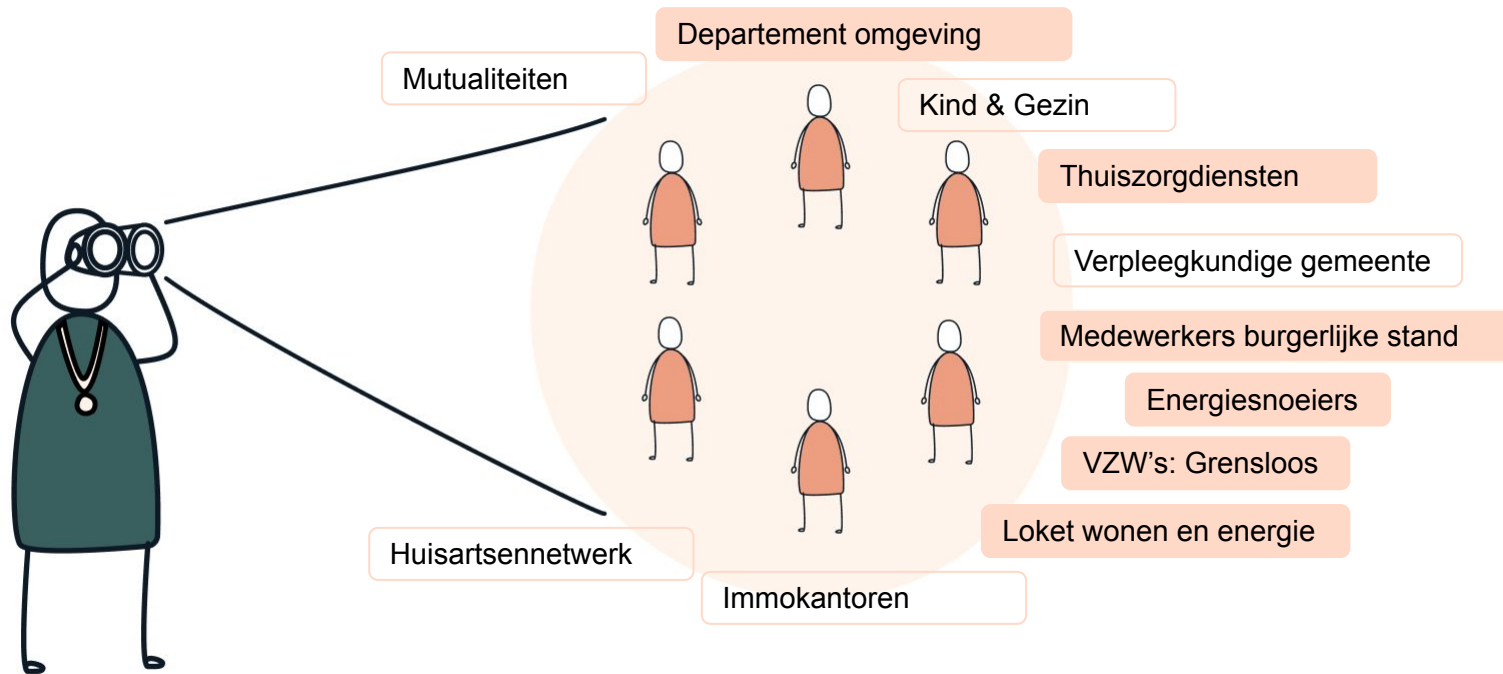 Departement omgeving
Mutualiteiten
Kind & Gezin
Thuiszorgdiensten
Verpleegkundige gemeente
Medewerkers burgerlijke stand
Energiesnoeiers
VZW’s: Grensloos
Loket wonen en energie
Huisartsennetwerk
Immokantoren